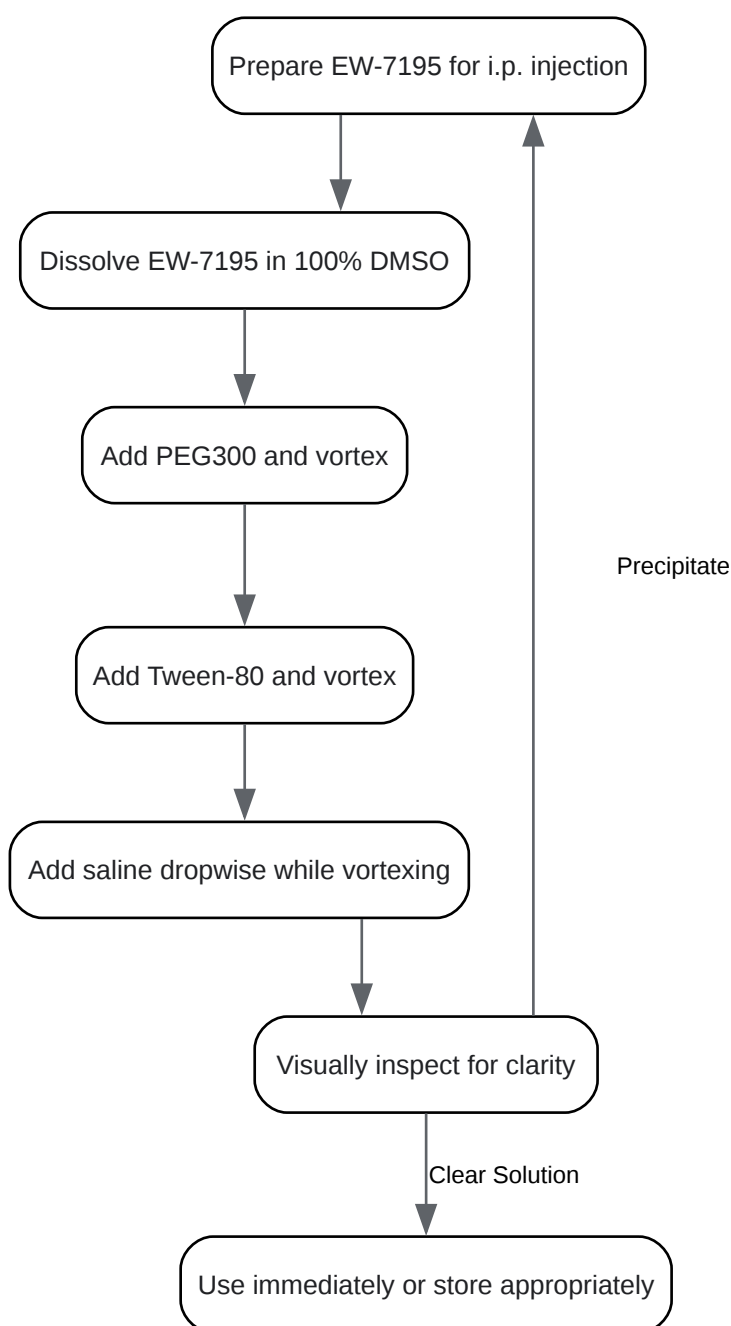 Prepare EW-7195 for i.p. injection
Dissolve EW-7195 in 100% DMSO
Add PEG300 and vortex
Precipitate
Add Tween-80 and vortex
Add saline dropwise while vortexing
Visually inspect for clarity
Clear Solution
Use immediately or store appropriately